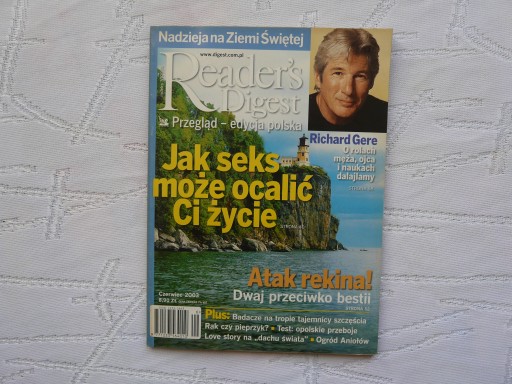 Nadzieja na Ziemi Świętej
www.digest.com.pl
Reader's
Digest
Przegląd – edycja polska
Richard Gere
O rolach
męża, ojca
i naukach
dalajlamy
Jak seks
może ocalić
Ci życie
Atak rekina!
Dwaj przeciwko bestii
Czerwiec 2003
Plus: Badacze na tropie tajemnicy szczęścia
Rak czy pieprzyk? • Test: opolskie przeboje
Love story na „dachu świata” • Ogród Aniołów